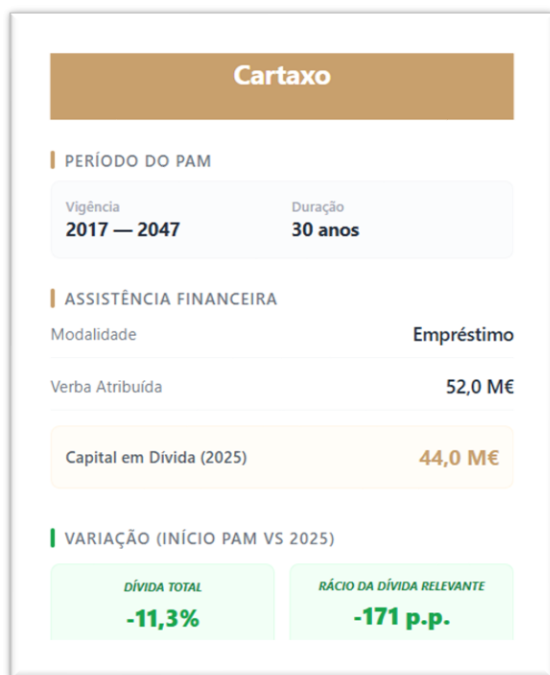 Cartaxo
PERÍODO DO PAM
Vigência Duração
2017 — 2047 30 anos
ASSISTÊNCIA FINANCEIRA
Modalidade Empréstimo
Verba Atribuída 52,0 M€
Capital em Dívida (2025) 44,0 M€
VARIAÇÃO (INÍCIO PAM VS 2025)
DÍVIDA TOTAL RÁCIO DA DÍVIDA RELEVANTE
-11,3% -171 p.p.